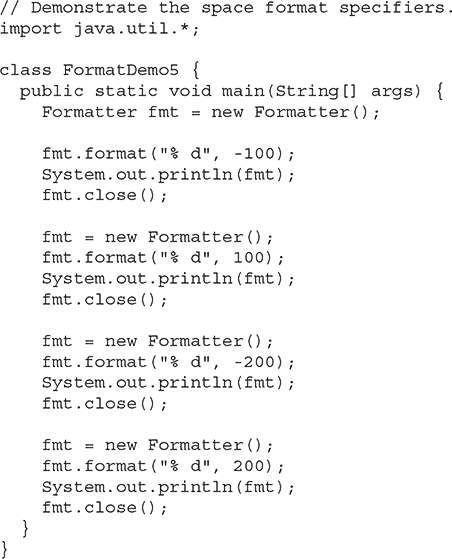 // Demonstrate the space format specifiers.
import java.util.*;

class FormatDemo5 {
  public static void main(String[] args) {
    Formatter fmt = new Formatter();

    fmt.format("% d", -100);
    System.out.println(fmt);
    fmt.close();

    fmt = new Formatter();
    fmt.format("% d", 100);
    System.out.println(fmt);
    fmt.close();

    fmt = new Formatter();
    fmt.format("% d", -200);
    System.out.println(fmt);
    fmt.close();

    fmt = new Formatter();
    fmt.format("% d", 200);
    System.out.println(fmt);
    fmt.close();
  }
}